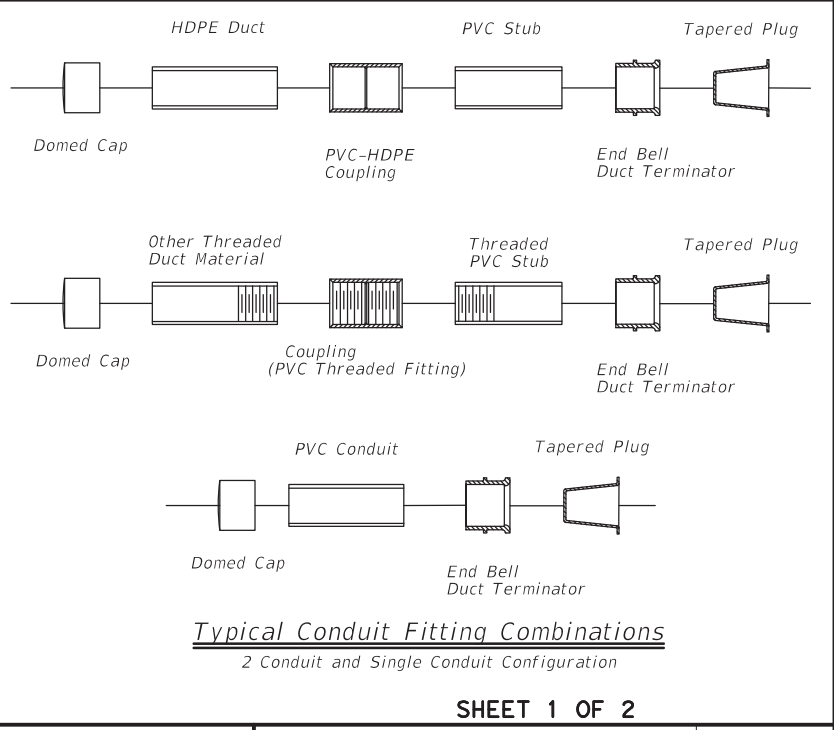 HDPE Duct
PVC Stub
Tapered Plug
Domed Cap
PVC-HDPE
Coupling
End Bell
Duct Terminator
Other Threaded
Duct Material
Threaded
PVC Stub
Tapered Plug
Domed Cap
Coupling
(PVC Threaded Fitting)
End Bell
Duct Terminator
PVC Conduit
Tapered Plug
Domed Cap
End Bell
Duct Terminator
Typical Conduit Fitting Combinations
2 Conduit and Single Conduit Configuration
SHEET 1 OF 2